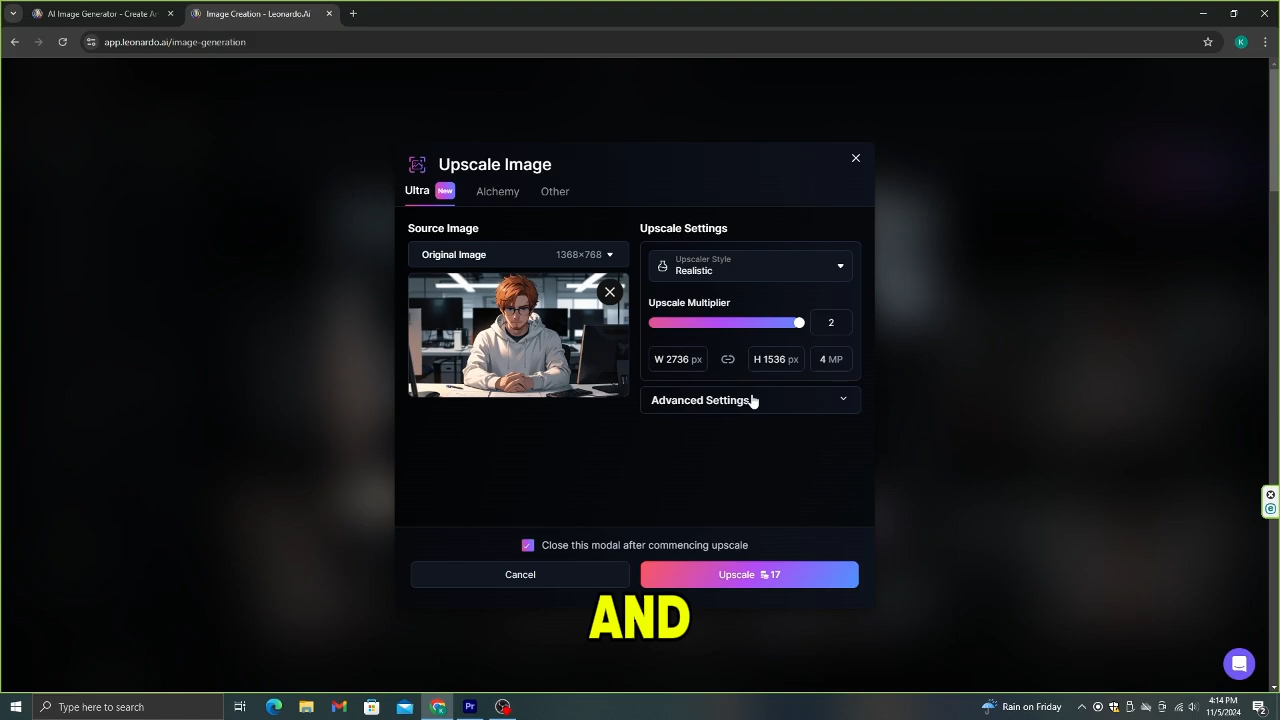 AI Image Generator - Create Ar
Image Creation - Leonardo.Ai
app.leonardo.ai/image-generation
K
Upscale Image
Ultra New Alchemy Other
Source Image
Original Image 1368×768
Upscale Settings
Upscaler Style
Realistic
Upscale Multiplier
2
W 2736 px H 1536 px 4 MP
Advanced Settings
Close this modal after commencing upscale
Cancel
Upscale 17
AND
Type here to search
Pr
Rain on Friday
4:14 PM
11/5/2024
2